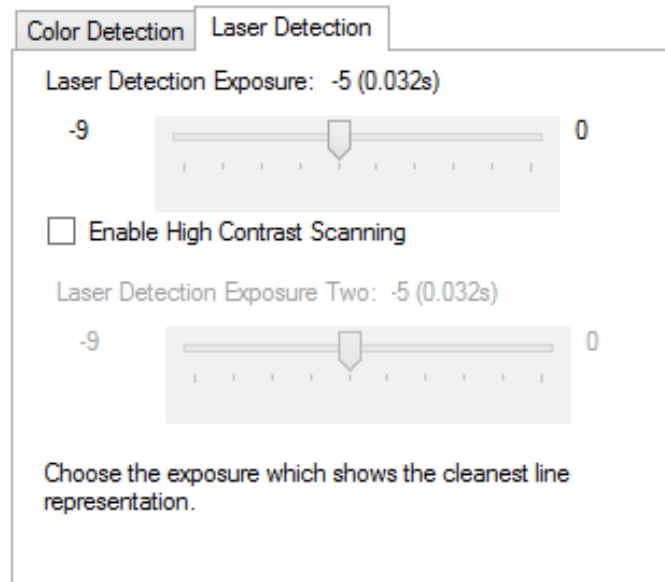 Color Detection Laser Detection
Laser Detection Exposure: -5 (0.032s)
-9 0
Enable High Contrast Scanning
Laser Detection Exposure Two: -5 (0.032s)
-9 0
Choose the exposure which shows the cleanest line
representation.